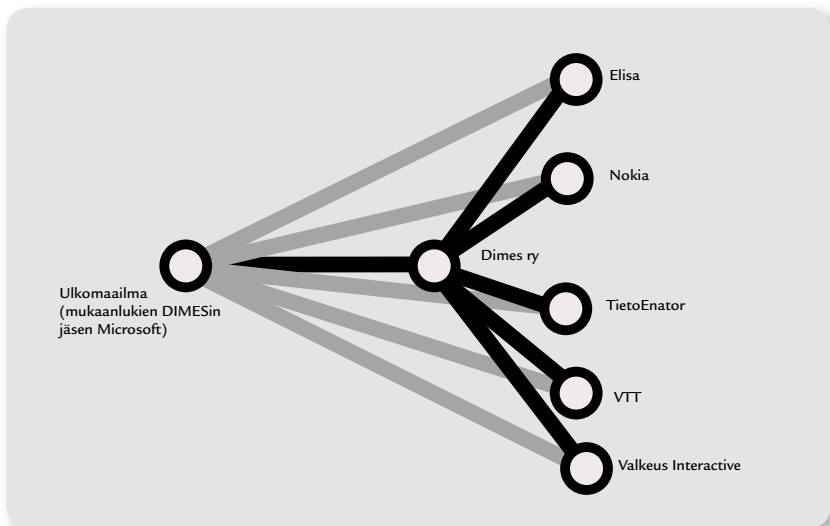 Elisa
Nokia
Dimes ry
Ulkomaailma
(mukaanlukien DIMESin
jäsen Microsoft)
TietoEnator
VTT
Valkeus Interactive